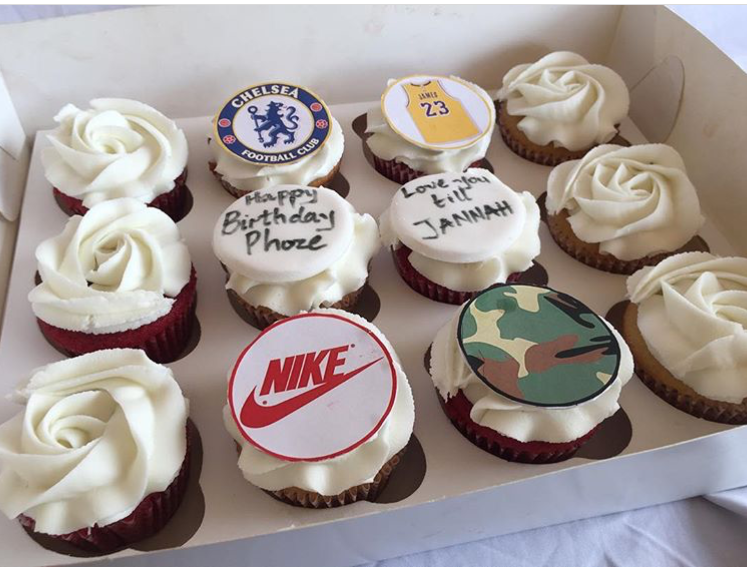 CHELSEA
FOOTBALL CLUB
JAMES
23
Happy
Birthday
Phoze
Love you
till
JANNAH
NIKE